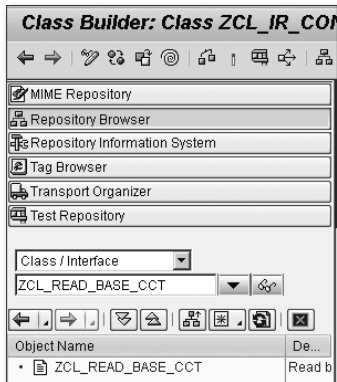 Class Builder: Class ZCL_IR_CON
MIME Repository
Repository Browser
Repository Information System
Tag Browser
Transport Organizer
Test Repository
Class / Interface
ZCL_READ_BASE_CCT
Object Name De...
ZCL_READ_BASE_CCT Read b